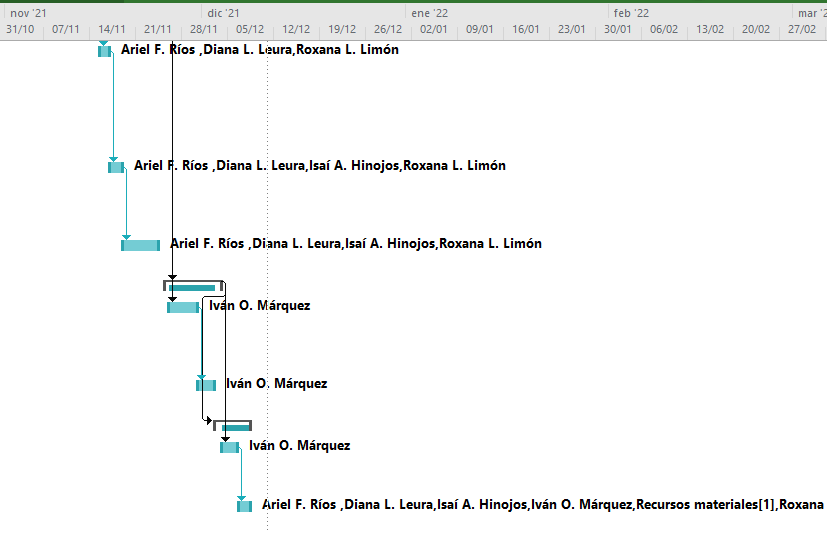 nov '21 dic '21 ene '22 feb '22 mar '2
31/10 07/11 14/11 21/11 28/11 05/12 12/12 19/12 26/12 02/01 09/01 16/01 23/01 30/01 06/02 13/02 20/02 27/02
Ariel F. Ríos ,Diana L. Leura,Roxana L. Limón
Ariel F. Ríos ,Diana L. Leura,Isaí A. Hinojos,Roxana L. Limón
Ariel F. Ríos ,Diana L. Leura,Isaí A. Hinojos,Roxana L. Limón
Iván O. Márquez
Iván O. Márquez
Iván O. Márquez
Ariel F. Ríos ,Diana L. Leura,Isaí A. Hinojos,Iván O. Márquez,Recursos materiales[1],Roxana